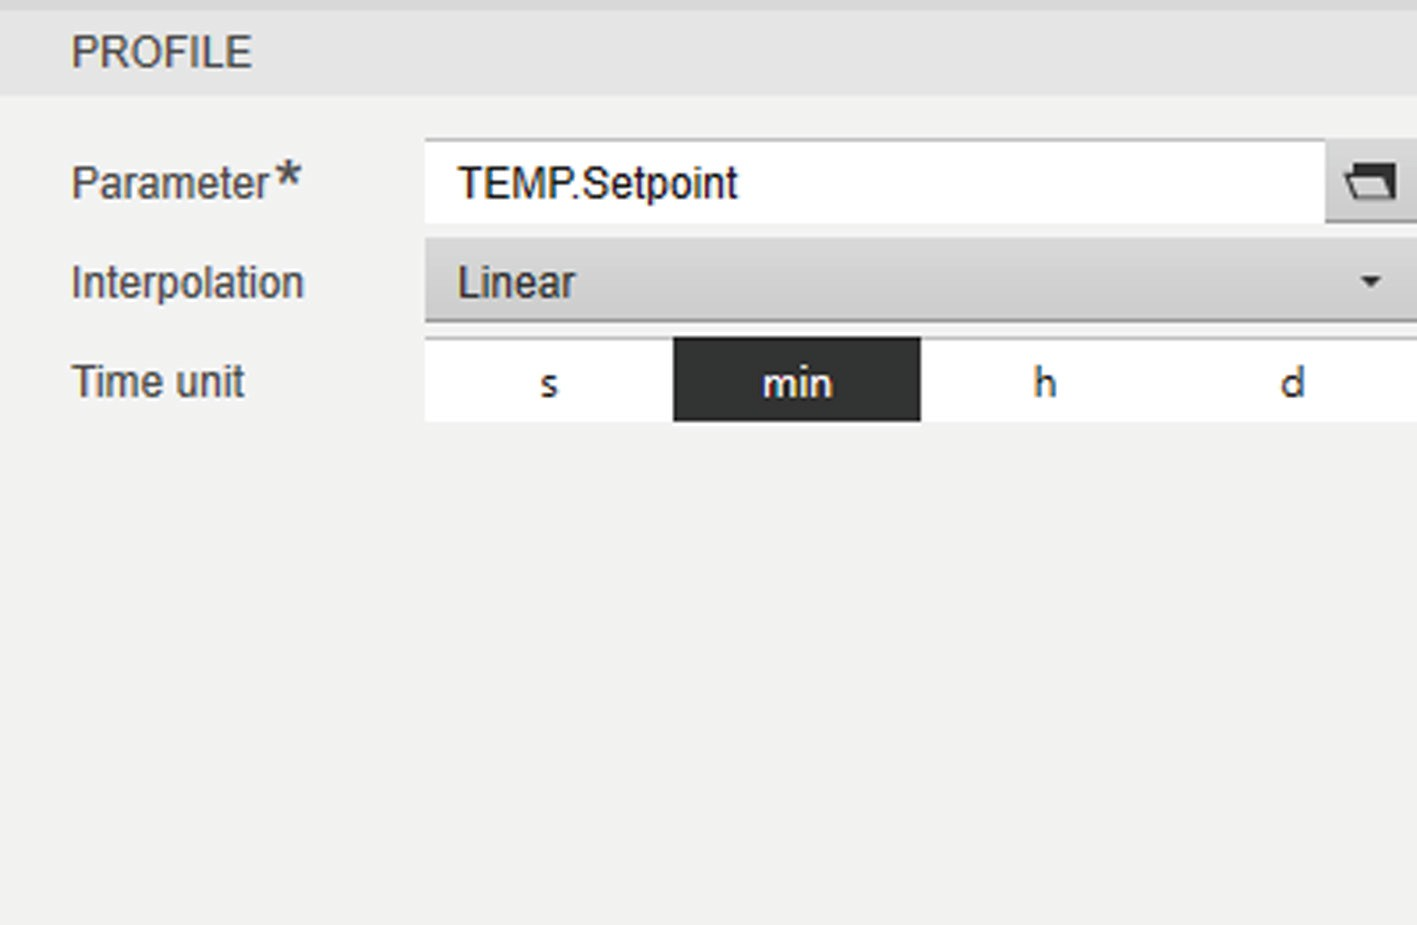 PROFILE
Parameter* TEMP.Setpoint
Interpolation Linear
Time unit s min h d